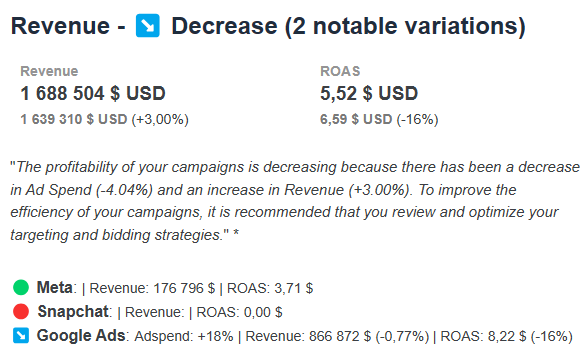 Revenue - ↘ Decrease (2 notable variations)
Revenue ROAS
1 688 504 $ USD 5,52 $ USD
1 639 310 $ USD (+3,00%) 6,59 $ USD (-16%)
"The profitability of your campaigns is decreasing because there has been a decrease
in Ad Spend (-4.04%) and an increase in Revenue (+3.00%). To improve the
efficiency of your campaigns, it is recommended that you review and optimize your
targeting and bidding strategies." *
Meta: | Revenue: 176 796 $ | ROAS: 3,71 $
Snapchat: | Revenue: | ROAS: 0,00 $
↘ Google Ads: Adspend: +18% | Revenue: 866 872 $ (-0,77%) | ROAS: 8,22 $ (-16%)